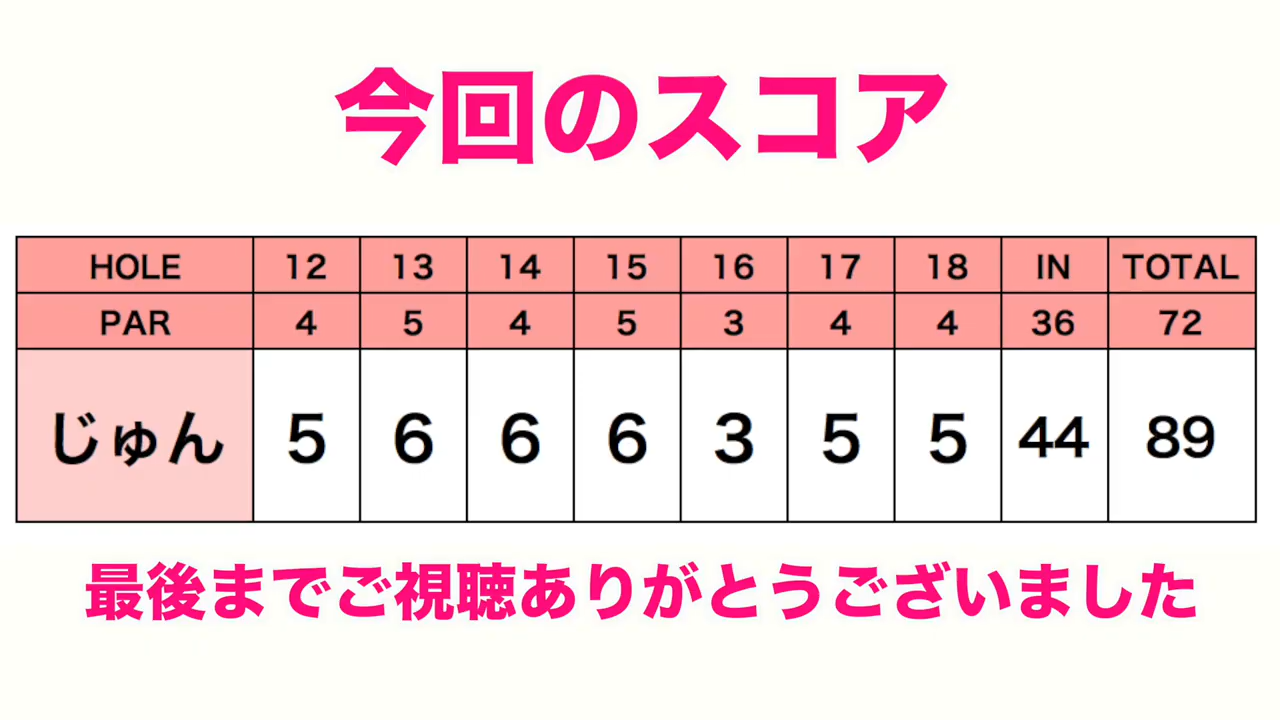 今回のスコア
HOLE 12 13 14 15 16 17 18 IN TOTAL
PAR 4 5 4 5 3 4 4 36 72
じゅん 5 6 6 6 3 5 5 44 89
最後までご視聴ありがとうございました